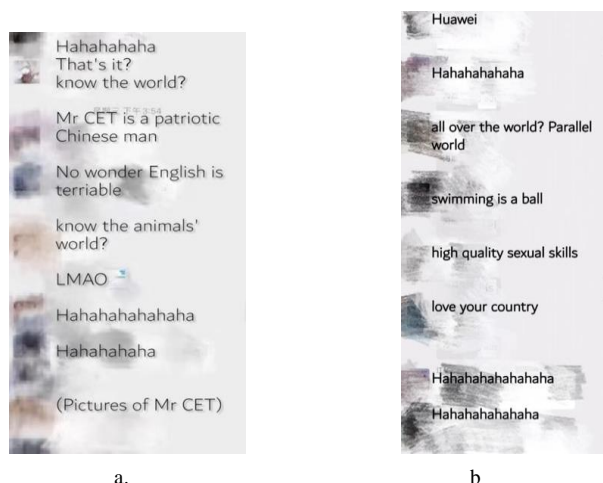 Hahahahaha
That's it?
know the world?
Mr CET is a patriotic
Chinese man
No wonder English is
terriable
know the animals'
world?
LMAO
Hahahahahahaha
Hahahahaha
(Pictures of Mr CET)
a.
Huawei
Hahahahahaha
all over the world? Parallel
world
swimming is a ball
high quality sexual skills
love your country
Hahahahahahahaha
Hahahahahahaha
b